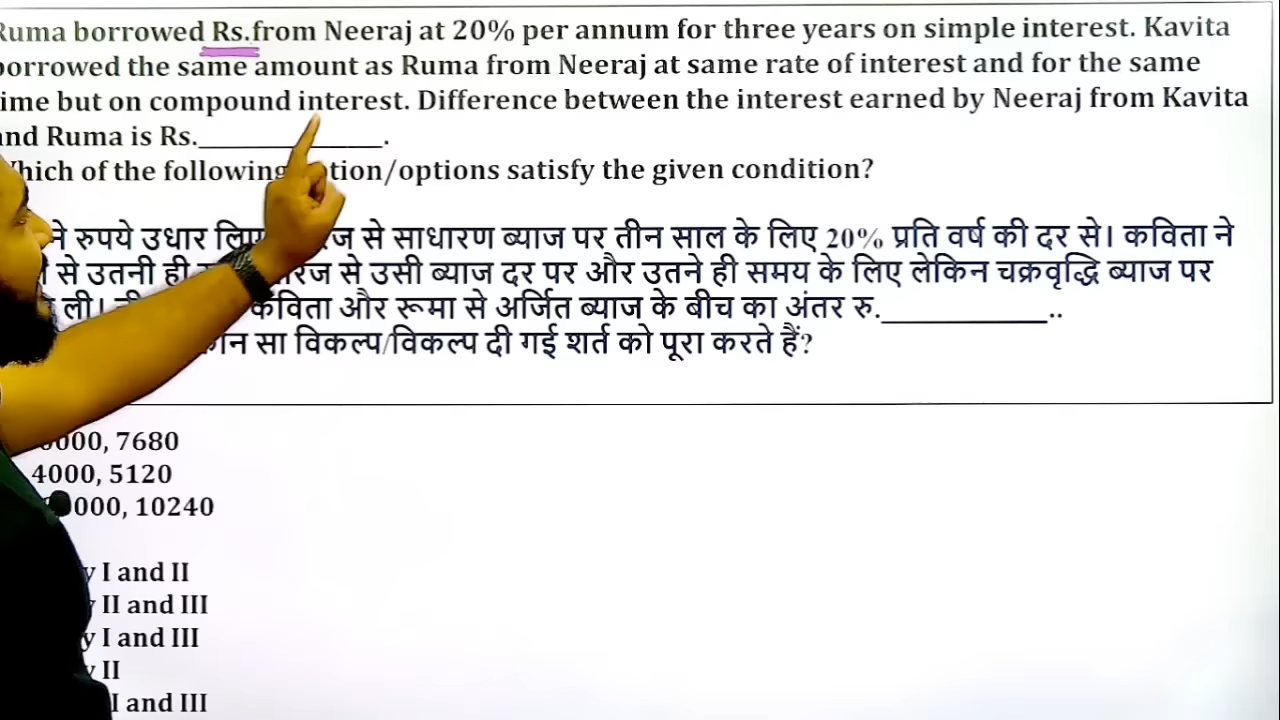 Ruma borrowed Rs.from Neeraj at 20% per annum for three years on simple interest. Kavita
borrowed the same amount as Ruma from Neeraj at same rate of interest and for the same
time but on compound interest. Difference between the interest earned by Neeraj from Kavita
and Ruma is Rs.____________.
Which of the following /options satisfy the given condition?
ने रुपये उधार से साधारण ब्याज पर तीन साल के लिए 20% प्रति वर्ष की दर से। कविता ने
से उतनी ही से उसी ब्याज दर पर और उतने ही समय के लिए लेकिन चक्रवृद्धि ब्याज पर
ली। कविता और रूमा से अर्जित ब्याज के बीच का अंतर रु.____________..
सा विकल्प/विकल्प दी गई शर्त को पूरा करते हैं?
7680
4000, 5120
10240
I and II
II and III
I and III
II
I and III